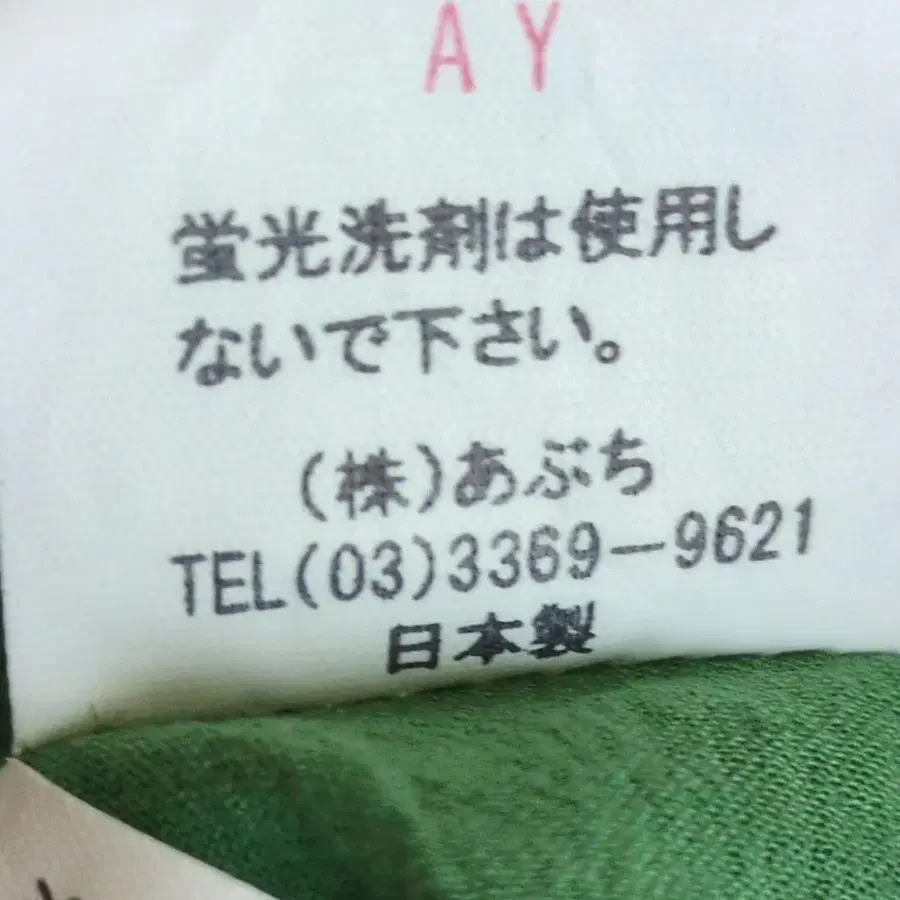 AY
蛍光洗剤は使用し
ないで下さい。
(株)あぶち
TEL(03)3369-9621
日本製